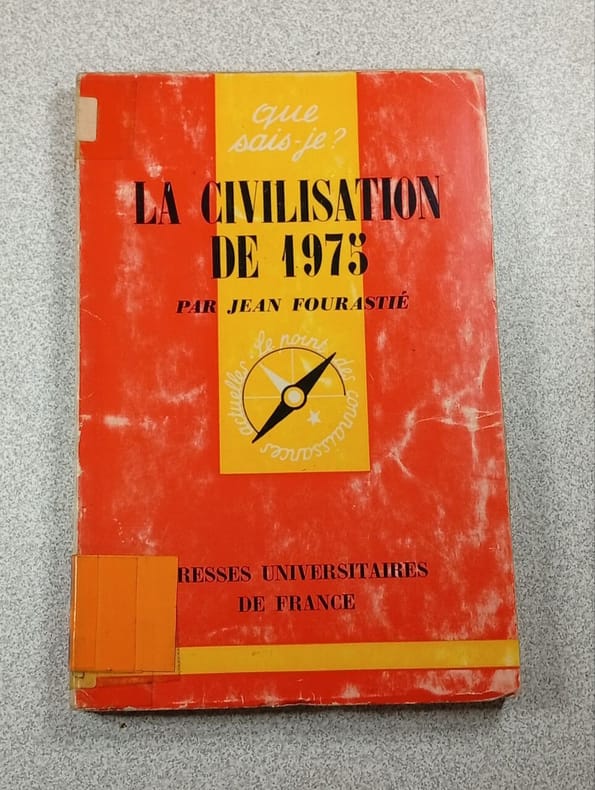 que
sais-je?
LA CIVILISATION
DE 1975
PAR JEAN FOURASTIÉ
Le point des connaissances actuelles
RESSES UNIVERSITAIRES
DE FRANCE